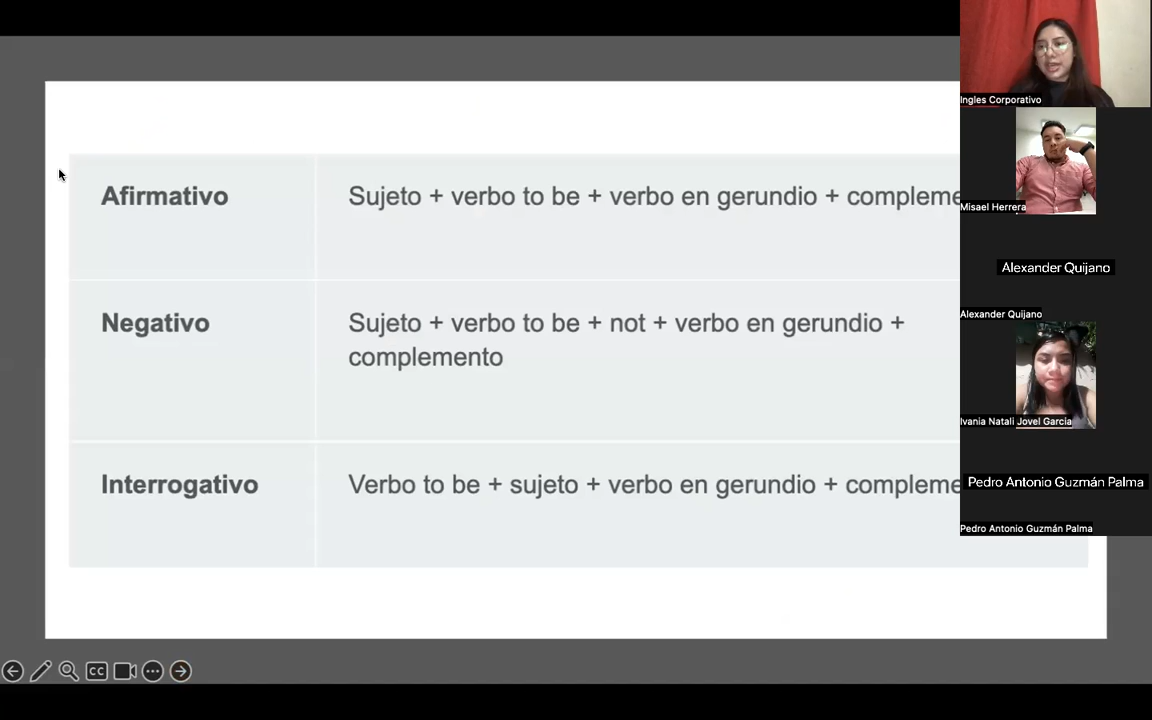 Afirmativo
Sujeto + verbo to be + verbo en gerundio + compleme
Negativo
Sujeto + verbo to be + not + verbo en gerundio +
complemento
Interrogativo
Verbo to be + sujeto + verbo en gerundio + compleme
CC
Ingles Corporativo
Misael Herrera
Alexander Quijano
Alexander Quijano
Ivania Natali Jovel Garcia
Pedro Antonio Guzmán Palma
Pedro Antonio Guzmán Palma